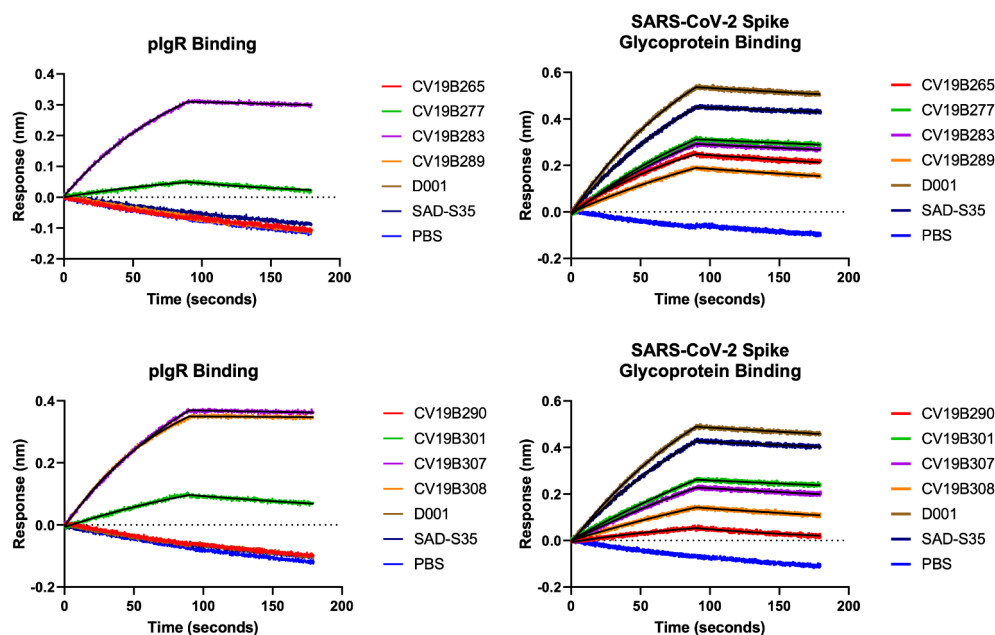 pIgR Binding
Response (nm)
0.4
0.3
0.2
0.1
0.0
-0.1
-0.2
0
50
100
150
200
Time (seconds)
CV19B265
CV19B277
CV19B283
CV19B289
D001
SAD-S35
PBS
SARS-CoV-2 Spike
Glycoprotein Binding
Response (nm)
0.6
0.4
0.2
0.0
-0.2
0
50
100
150
200
Time (seconds)
CV19B265
CV19B277
CV19B283
CV19B289
D001
SAD-S35
PBS
pIgR Binding
Response (nm)
0.4
0.2
0.0
-0.2
0
50
100
150
200
Time (seconds)
CV19B290
CV19B301
CV19B307
CV19B308
D001
SAD-S35
PBS
SARS-CoV-2 Spike
Glycoprotein Binding
Response (nm)
0.6
0.4
0.2
0.0
-0.2
0
50
100
150
200
Time (seconds)
CV19B290
CV19B301
CV19B307
CV19B308
D001
SAD-S35
PBS